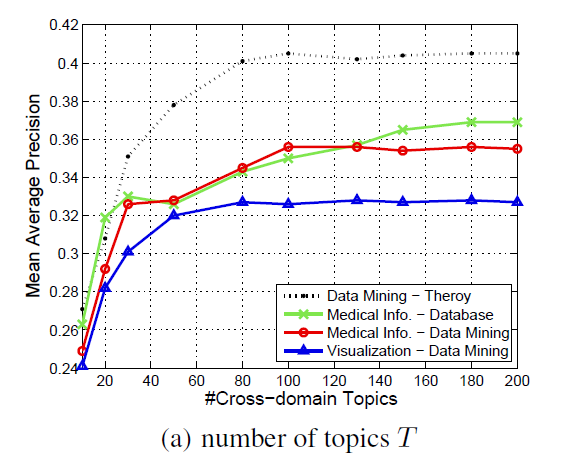 Mean Average Precision
0.42
0.4
0.38
0.36
0.34
0.32
0.3
0.28
0.26
0.24
Data Mining − Theroy
Medical Info. − Database
Medical Info. − Data Mining
Visualization − Data Mining
20 40 60 80 100 120 140 160 180 200
#Cross−domain Topics
(a) number of topics T